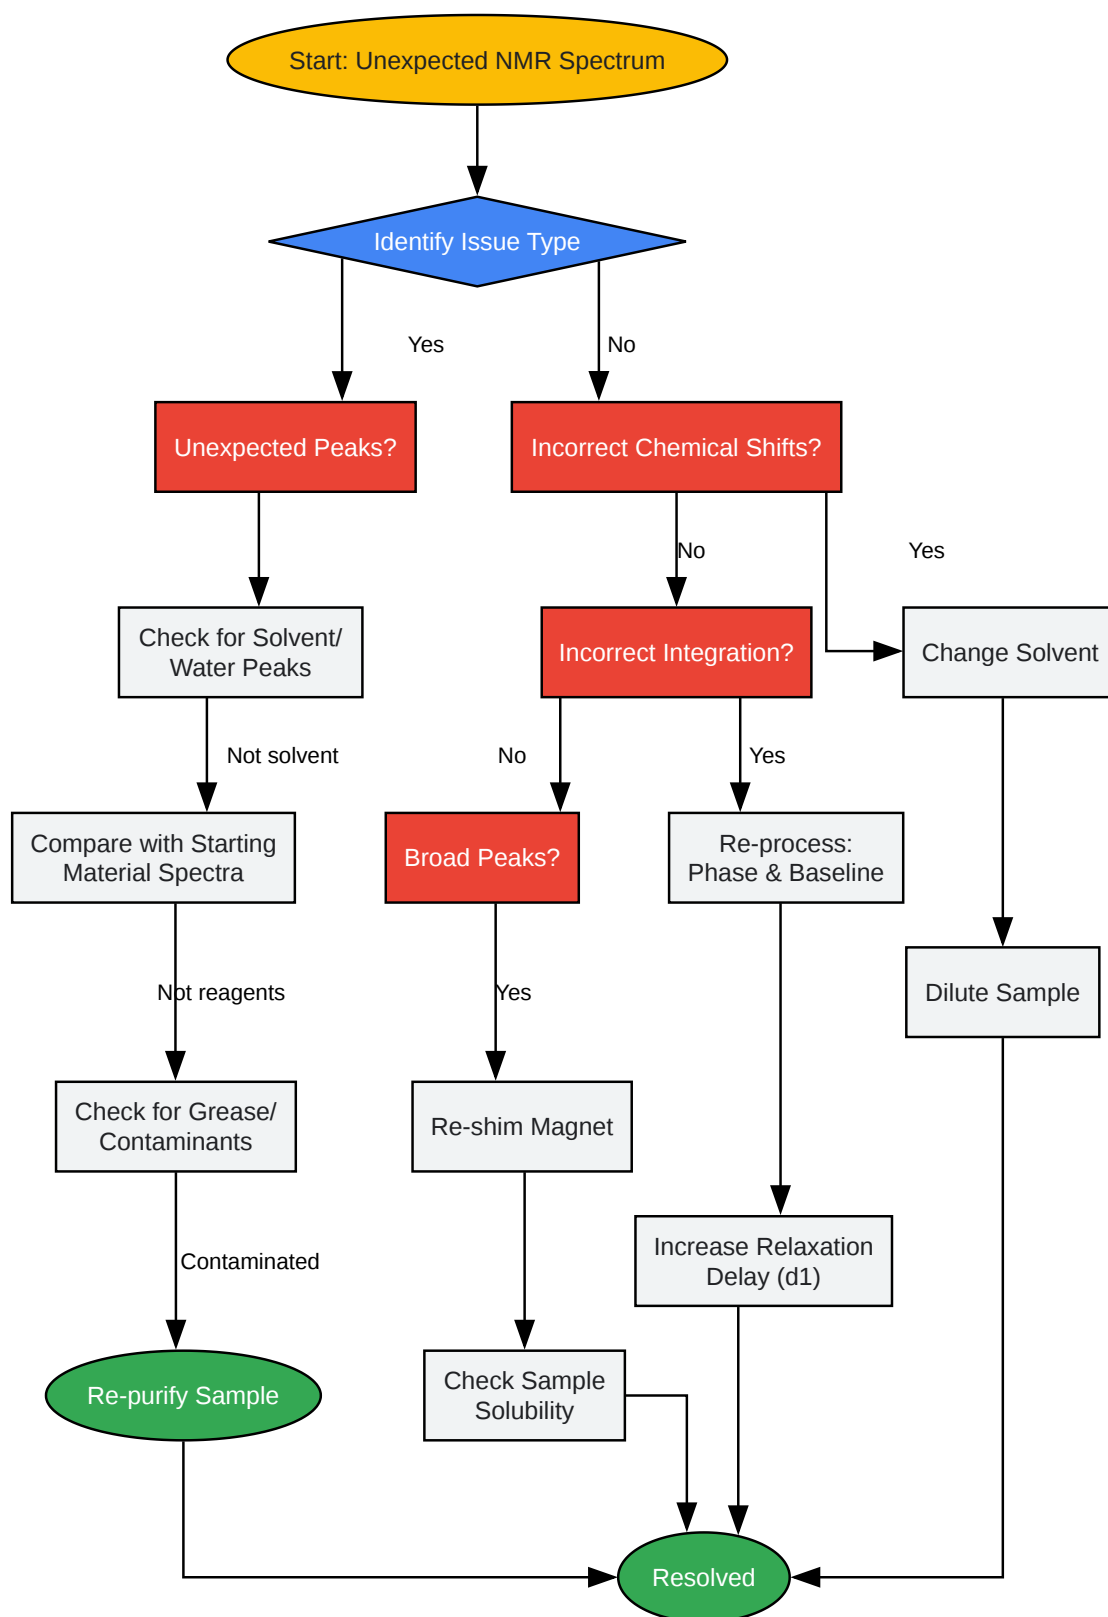 Start: Unexpected NMR Spectrum
Identify Issue Type
Yes
No
Unexpected Peaks?
Incorrect Chemical Shifts?
No
Yes
Check for Solvent/
Water Peaks
Incorrect Integration?
Change Solvent
Not solvent
No
Yes
Compare with Starting
Material Spectra
Broad Peaks?
Re-process:
Phase & Baseline
Not reagents
Yes
Dilute Sample
Check for Grease/
Contaminants
Re-shim Magnet
Contaminated
Increase Relaxation
Delay (d1)
Re-purify Sample
Check Sample
Solubility
Resolved